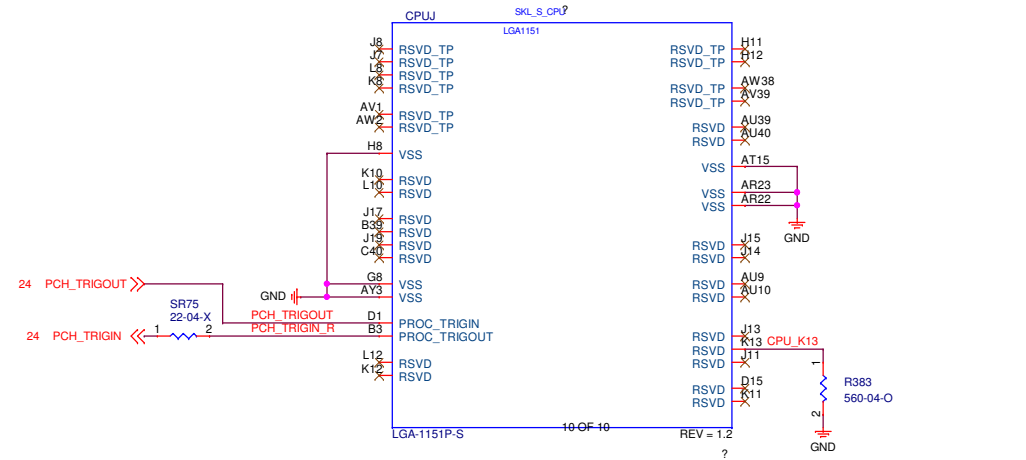 SKL_S_CPU
?
CPUJ
LGA1151
J8 RSVD_TP
J7 RSVD_TP
L8 RSVD_TP
K8 RSVD_TP
AV1 RSVD_TP
AW2 RSVD_TP
H8 VSS
K10 RSVD
L10 RSVD
J17 RSVD
B39 RSVD
J19 RSVD
C40 RSVD
G8 VSS
GND AY3 VSS
24 PCH_TRIGOUT
PCH_TRIGOUT D1 PROC_TRIGIN
SR75
22-04-X
24 PCH_TRIGIN 1 2 PCH_TRIGIN_R B3 PROC_TRIGOUT
L12 RSVD
K12 RSVD
RSVD_TP H11
RSVD_TP H12
RSVD_TP AW38
RSVD_TP AV39
RSVD AU39
RSVD AU40
VSS AT15
VSS AR23
VSS AR22
GND
RSVD J15
RSVD J14
RSVD AU9
RSVD AU10
RSVD J13
RSVD K13 CPU_K13
RSVD J11
RSVD D15
RSVD K11
1
R383
560-04-O
2
GND
LGA-1151P-S
10 OF 10
REV = 1.2
?